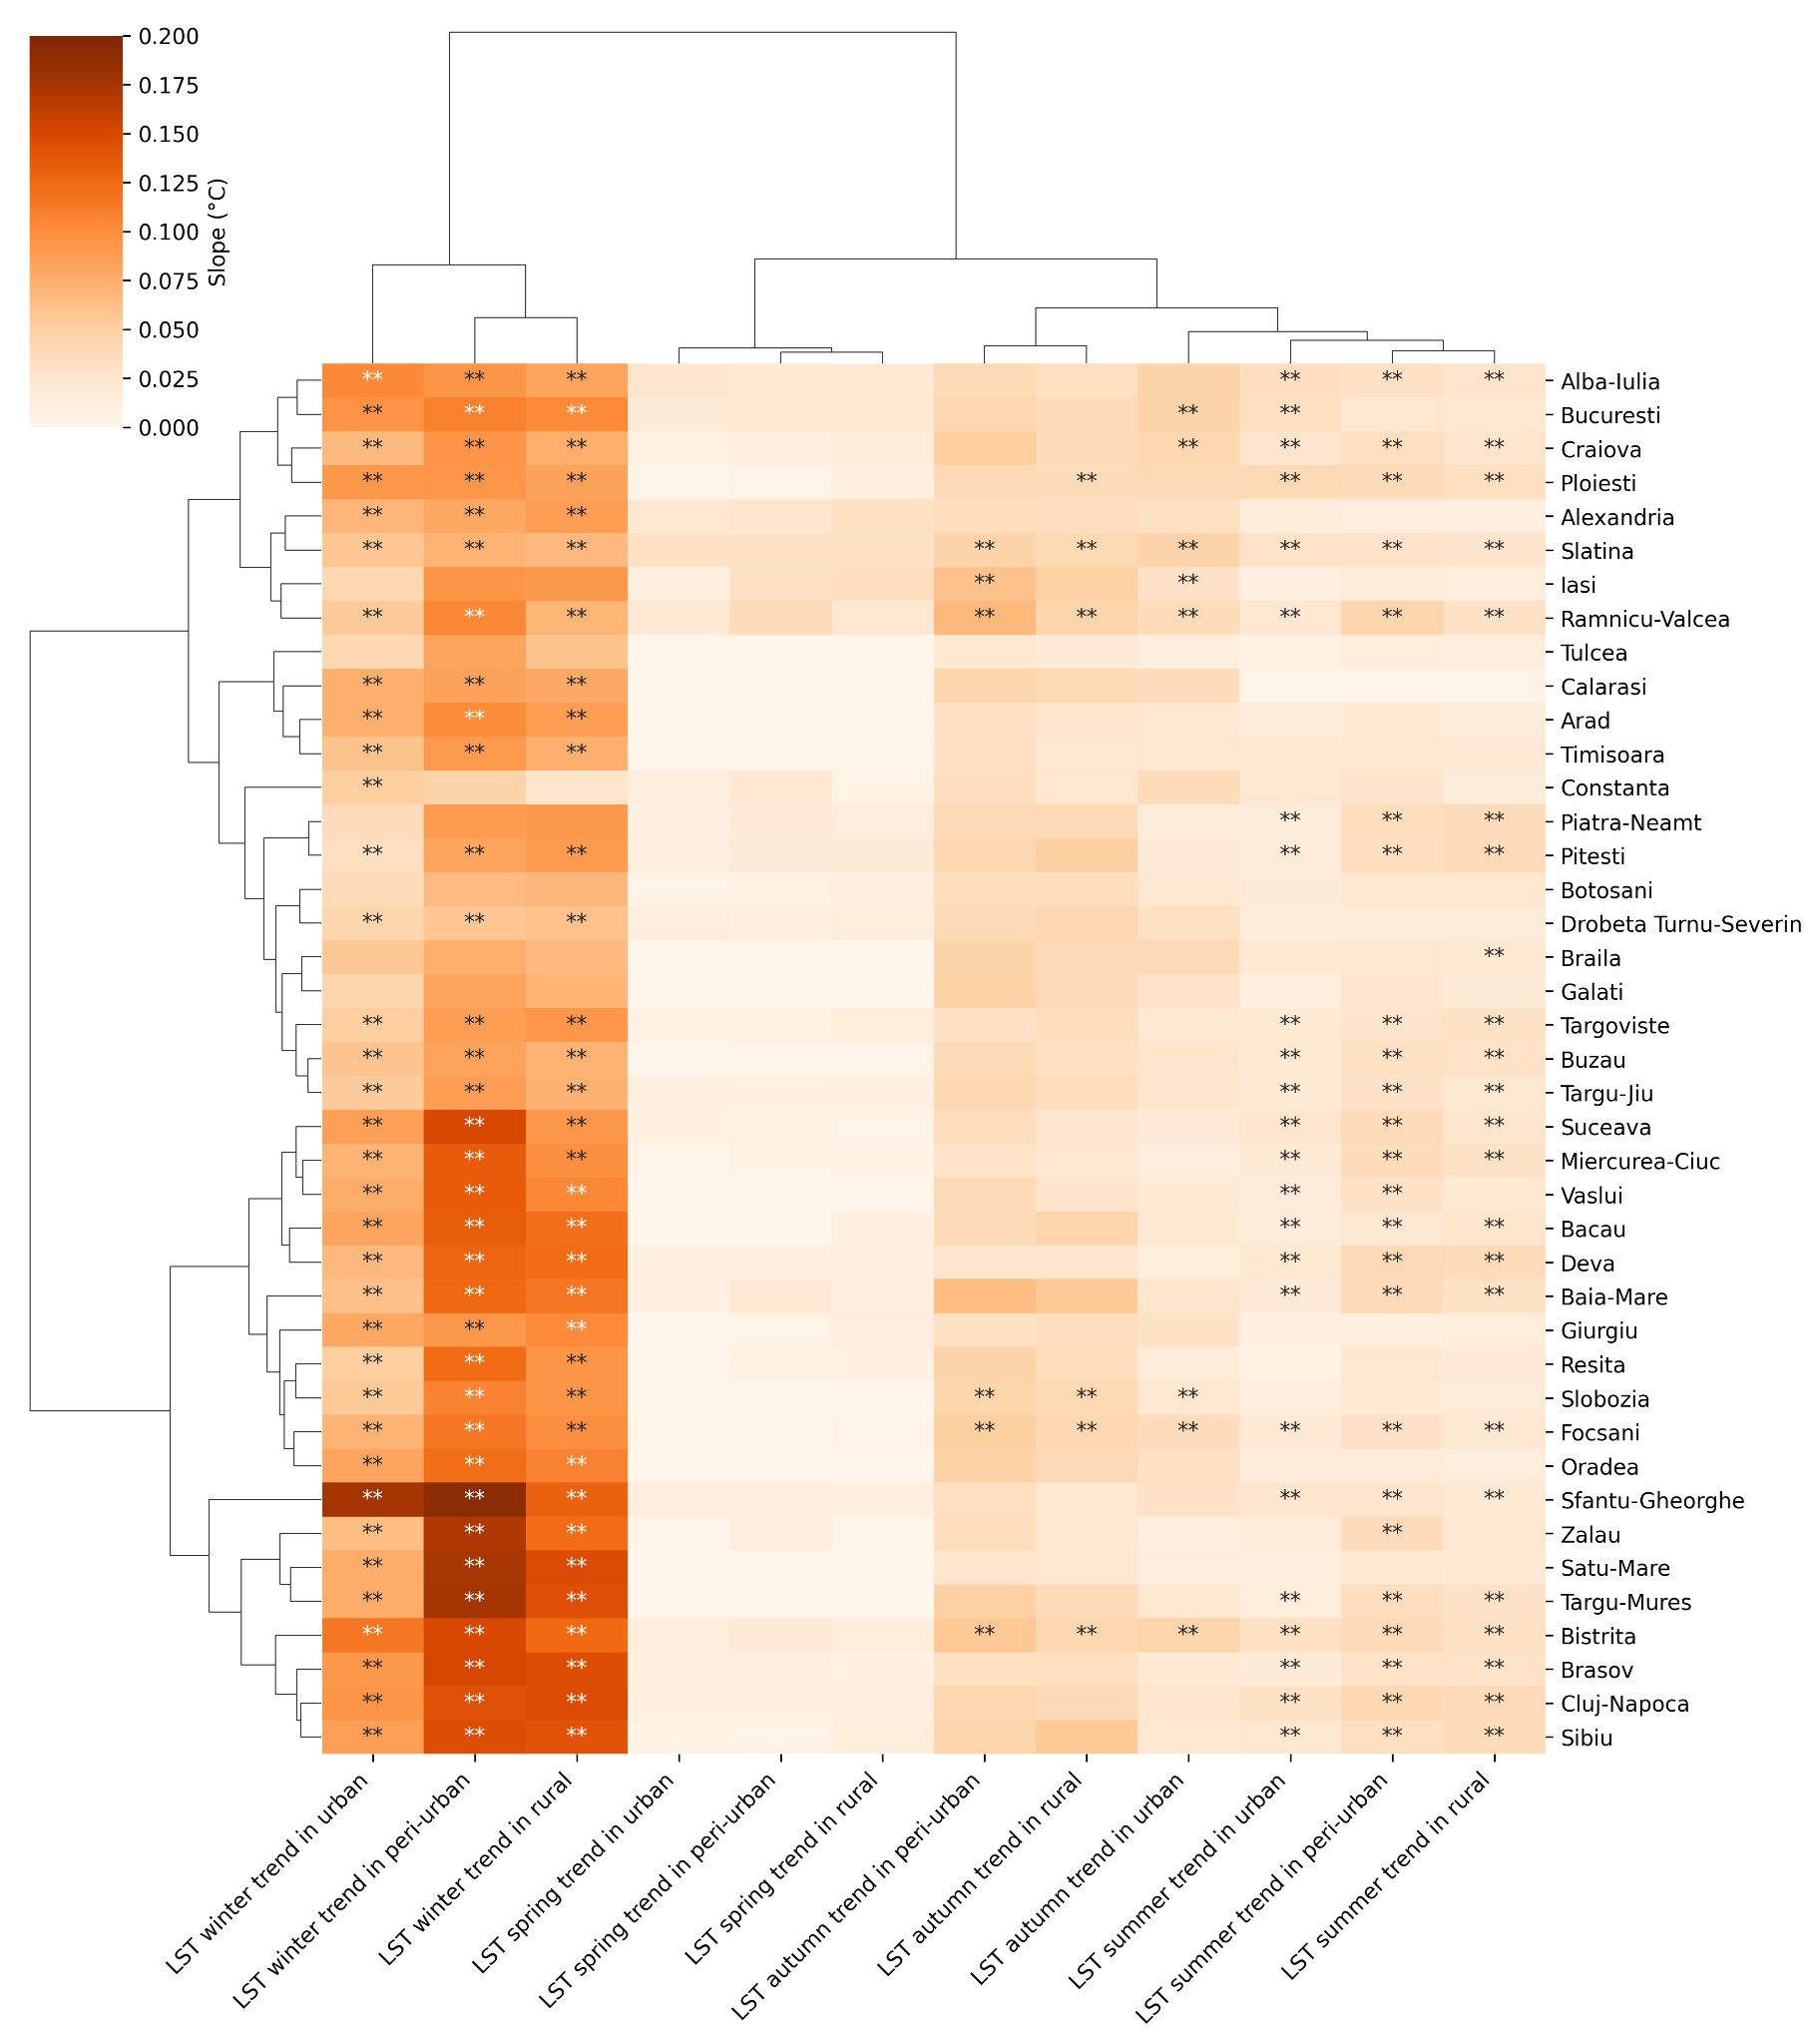 0.200
0.175
0.150
0.125
0.100
0.075
0.050
0.025
0.000
Slope (°C)
** ** ** ** ** ** Alba-Iulia
** ** ** ** ** Bucuresti
** ** ** ** ** ** ** Craiova
** ** ** ** ** ** ** Ploiesti
** ** ** Alexandria
** ** ** ** ** ** ** ** ** Slatina
** ** Iasi
** ** ** ** ** ** ** ** ** Ramnicu-Valcea
Tulcea
** ** ** Calarasi
** ** ** Arad
** ** ** Timisoara
** Constanta
** ** ** Piatra-Neamt
** ** ** ** ** ** Pitesti
Botosani
** ** ** Drobeta Turnu-Severin
** Braila
Galati
** ** ** ** ** ** Targoviste
** ** ** ** ** ** Buzau
** ** ** ** ** ** Targu-Jiu
** ** ** ** ** ** Suceava
** ** ** ** ** ** Miercurea-Ciuc
** ** ** ** ** Vaslui
** ** ** ** ** ** Bacau
** ** ** ** ** ** Deva
** ** ** ** ** ** Baia-Mare
** ** ** Giurgiu
** ** ** Resita
** ** ** ** ** ** Slobozia
** ** ** ** ** ** ** ** ** Focsani
** ** ** Oradea
** ** ** ** ** ** Sfantu-Gheorghe
** ** ** ** Zalau
** ** ** Satu-Mare
** ** ** ** ** ** Targu-Mures
** ** ** ** ** ** ** ** ** Bistrita
** ** ** ** ** ** Brasov
** ** ** ** ** ** Cluj-Napoca
** ** ** ** ** ** Sibiu
LST winter trend in urban
LST winter trend in peri-urban
LST winter trend in rural
LST spring trend in urban
LST spring trend in peri-urban
LST spring trend in rural
LST autumn trend in peri-urban
LST autumn trend in rural
LST autumn trend in urban
LST summer trend in urban
LST summer trend in peri-urban
LST summer trend in rural